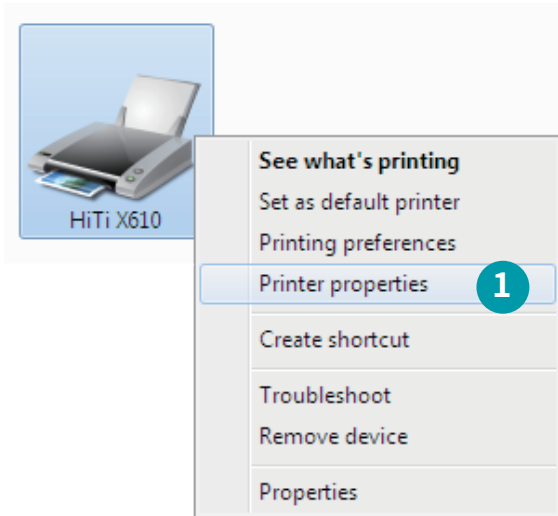 HiTi X610
See what's printing
Set as default printer
Printing preferences
Printer properties 1
Create shortcut
Troubleshoot
Remove device
Properties